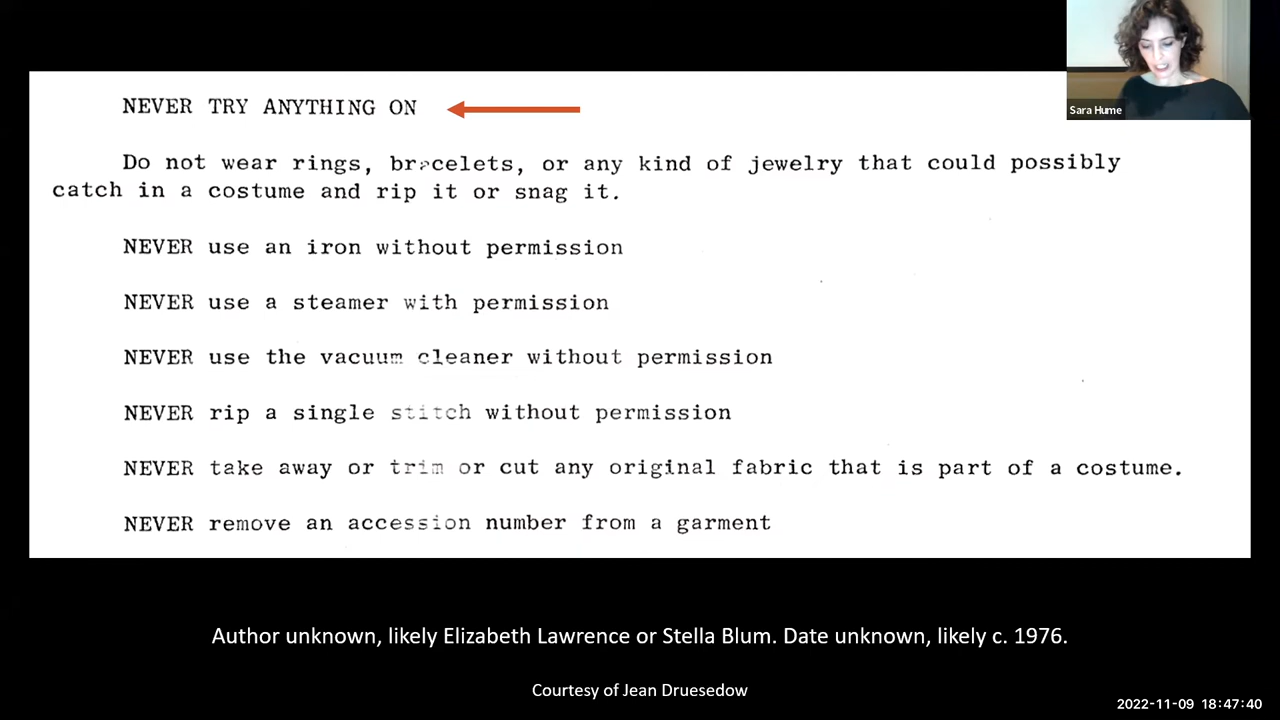 NEVER TRY ANYTHING ON
Sara Hume
Do not wear rings, bracelets, or any kind of jewelry that could possibly
catch in a costume and rip it or snag it.
NEVER use an iron without permission
NEVER use a steamer with permission
NEVER use the vacuum cleaner without permission
NEVER rip a single stitch without permission
NEVER take away or trim or cut any original fabric that is part of a costume.
NEVER remove an accession number from a garment
Author unknown, likely Elizabeth Lawrence or Stella Blum. Date unknown, likely c. 1976.
Courtesy of Jean Druesedow
2022-11-09 18:47:40